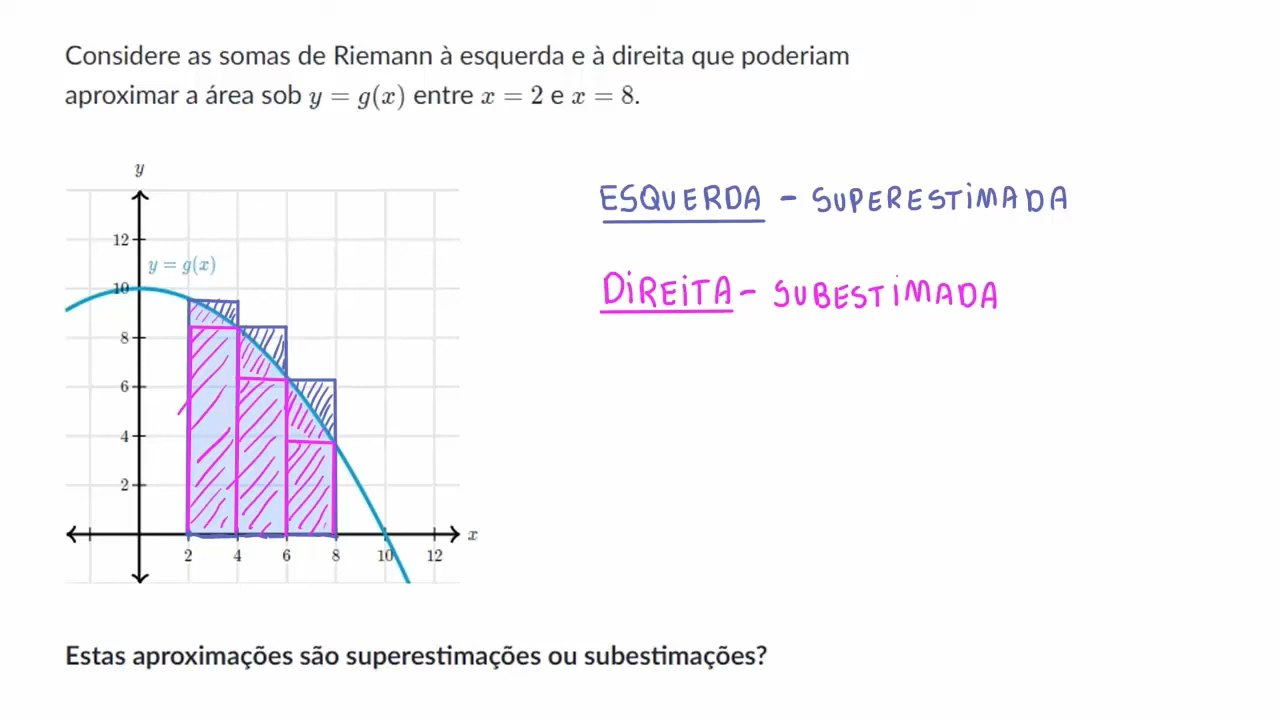 Considere as somas de Riemann à esquerda e à direita que poderiam
aproximar a área sob y = g(x) entre x = 2 e x = 8.
y
ESQUERDA - SUPERESTIMADA
12
y = g(x)
10
DIREITA - SUBESTIMADA
8
6
4
2
x
2 4 6 8 10 12
Estas aproximações são superestimações ou subestimações?